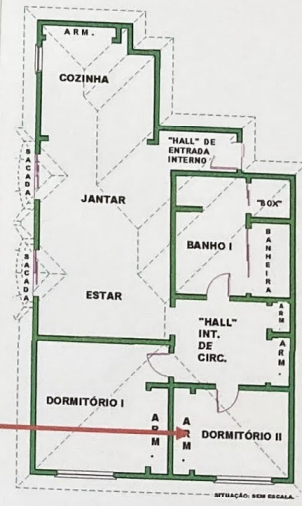 ARM.
COZINHA
"HALL" DE
ENTRADA
INTERNO
SACADA
JANTAR
"BOX"
BANHO I
BANHEIRA
SACADA
ESTAR
"HALL"
INT.
DE
CIRC.
ARM.
ARM.
DORMITÓRIO I
ARM.
ARM.
DORMITÓRIO II
SITUAÇÃO: SEM ESCALA.